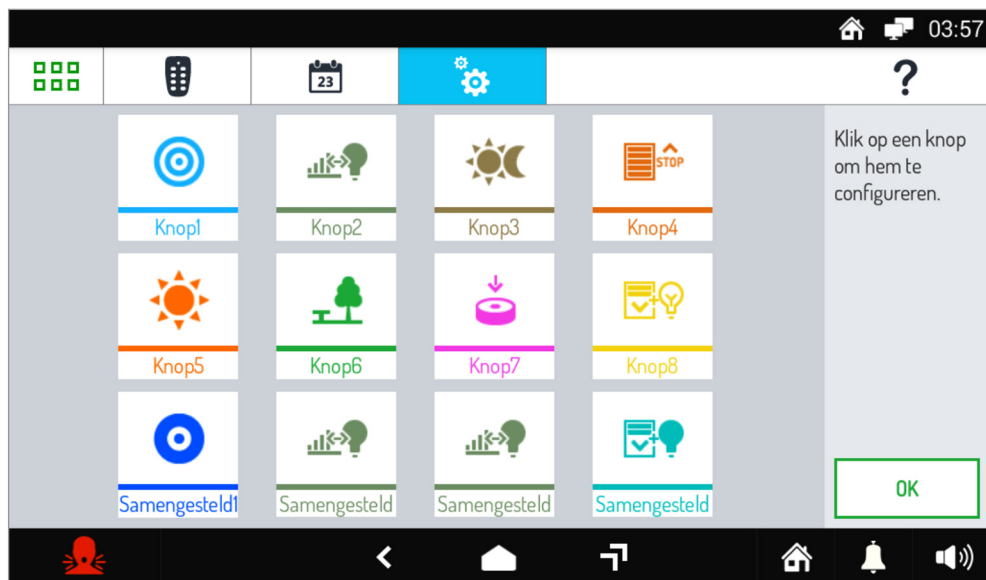 03:57
23
?
Klik op een knop
om hem te
configureren.
STOP
Knop1
Knop2
Knop3
Knop4
Knop5
Knop6
Knop7
Knop8
Samengesteld1
Samengesteld
Samengesteld
Samengesteld
OK